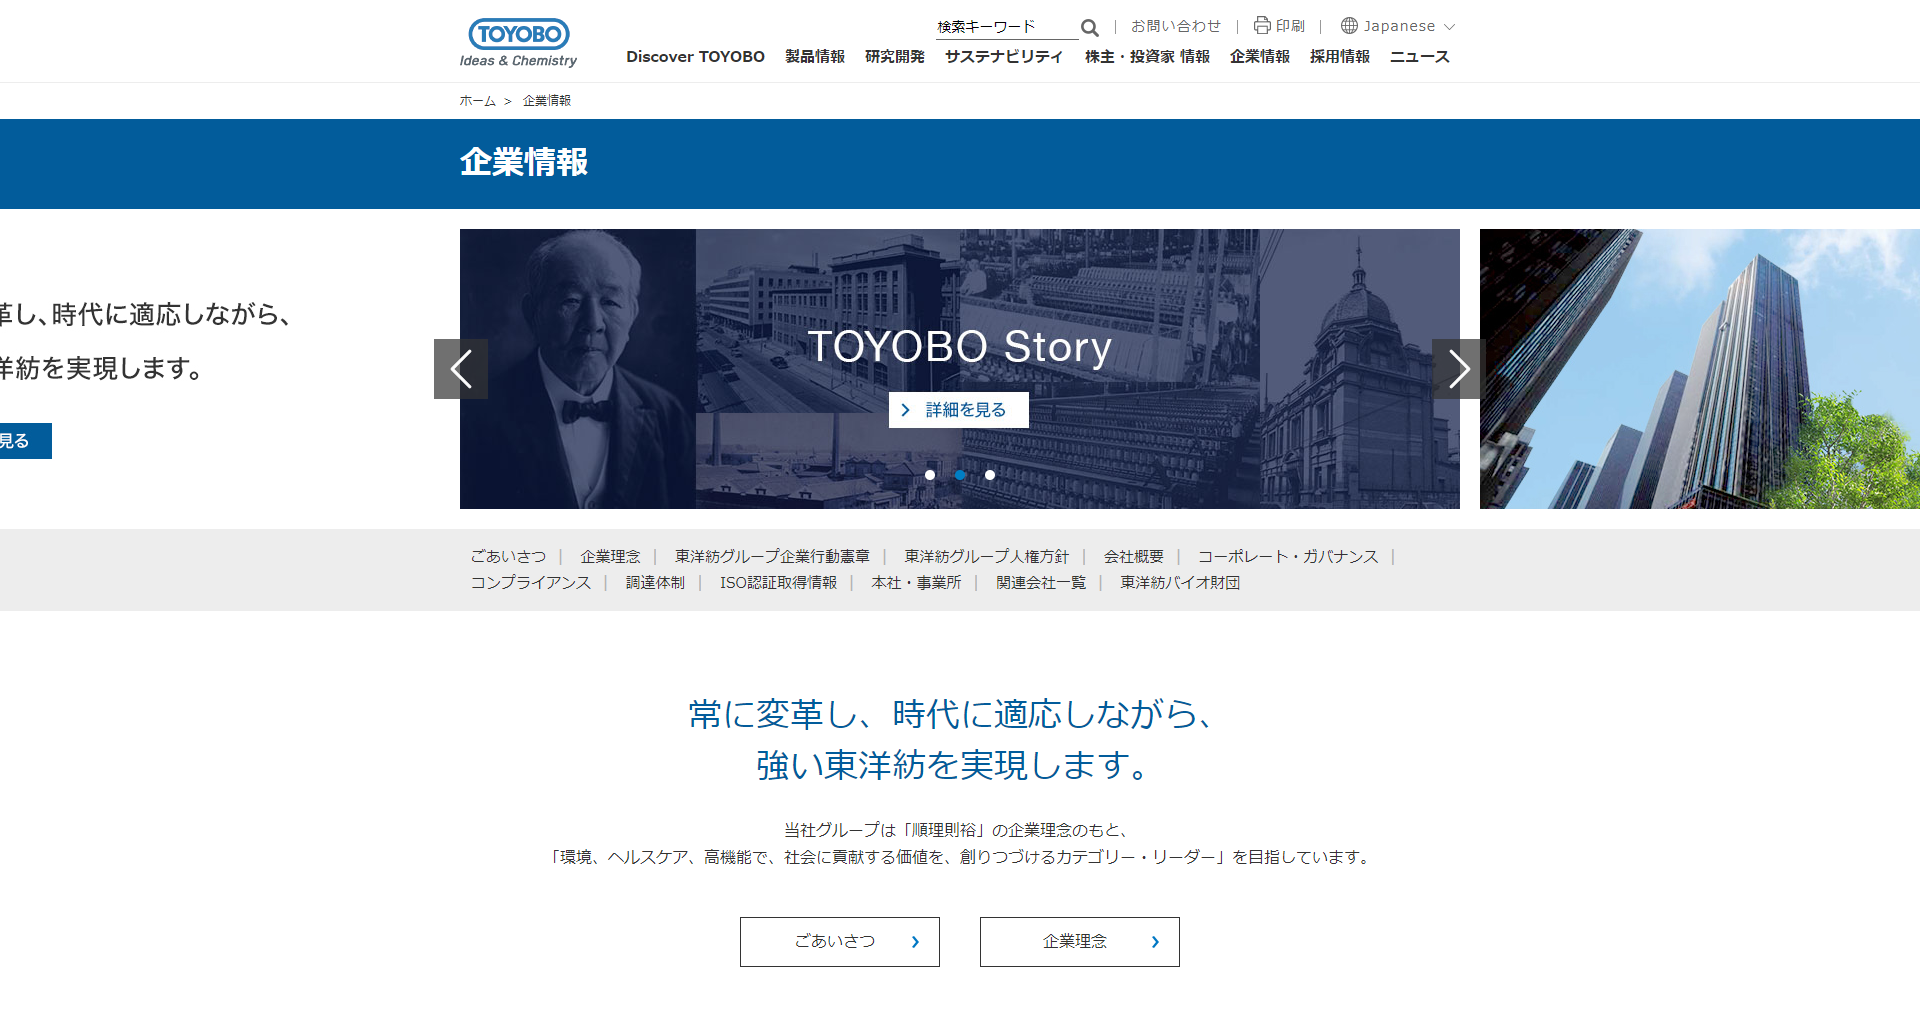 TOYOBO
Ideas & Chemistry
検索キーワード
お問い合わせ
印刷
Japanese
Discover TOYOBO 製品情報 研究開発 サステナビリティ 株主・投資家 情報 企業情報 採用情報 ニュース
ホーム > 企業情報
企業情報
革し、時代に適応しながら、
洋紡を実現します。
見る
TOYOBO Story
詳細を見る
ごあいさつ | 企業理念 | 東洋紡グループ企業行動憲章 | 東洋紡グループ人権方針 | 会社概要 | コーポレート・ガバナンス |
コンプライアンス | 調達体制 | ISO認証取得情報 | 本社・事業所 | 関連会社一覧 | 東洋紡バイオ財団
常に変革し、時代に適応しながら、
強い東洋紡を実現します。
当社グループは「順理則裕」の企業理念のもと、
「環境、ヘルスケア、高機能で、社会に貢献する価値を、創りつづけるカテゴリー・リーダー」を目指しています。
ごあいさつ
企業理念